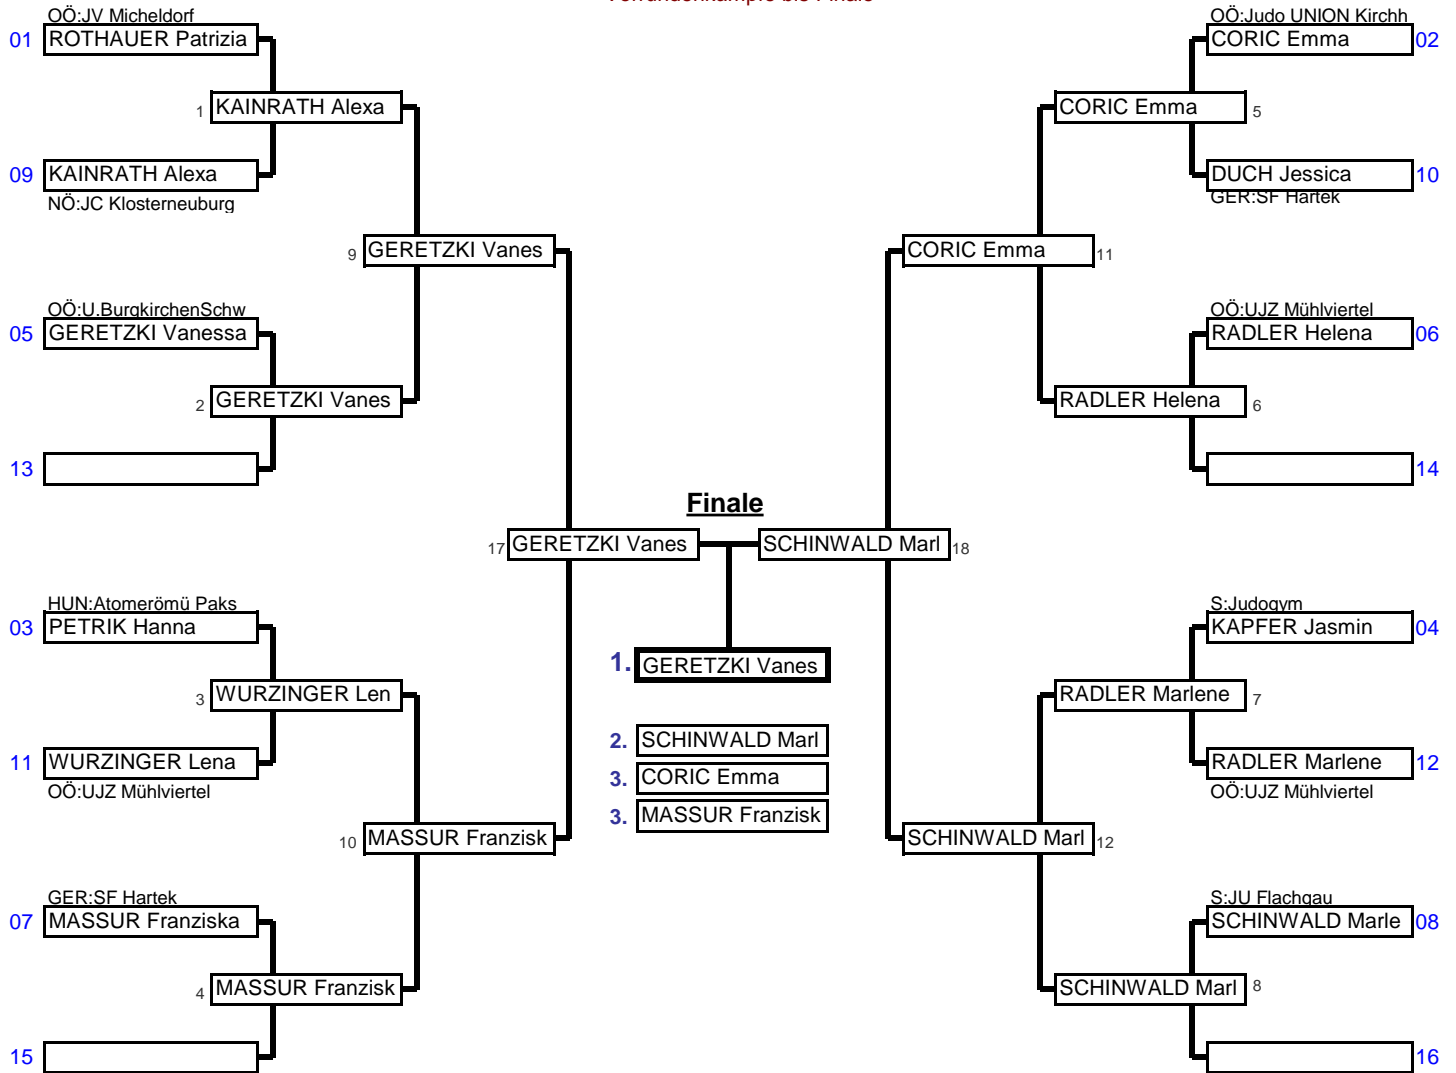 Vorrundenkämpfe bis Finale
OÖ:JV Micheldorf
01 ROTHAUER Patrizia
1 KAINRATH Alexa
09 KAINRATH Alexa
NÖ:JC Klosterneuburg
9 GERETZKI Vanes
OÖ:U.BurgkirchenSchw
05 GERETZKI Vanessa
2 GERETZKI Vanes
13
17 GERETZKI Vanes
HUN:Atomerömü Paks
03 PETRIK Hanna
3 WURZINGER Len
11 WURZINGER Lena
OÖ:UJZ Mühlviertel
10 MASSUR Franzisk
GER:SF Hartek
07 MASSUR Franziska
4 MASSUR Franzisk
15
Finale
1. GERETZKI Vanes
2. SCHINWALD Marl
3. CORIC Emma
3. MASSUR Franzisk
OÖ:Judo UNION Kirchh
CORIC Emma 02
CORIC Emma 5
DUCH Jessica 10
GER:SF Hartek
CORIC Emma 11
OÖ:UJZ Mühlviertel
RADLER Helena 06
RADLER Helena 6
14
SCHINWALD Marl 18
S:Judogym
KAPFER Jasmin 04
RADLER Marlene 7
RADLER Marlene 12
OÖ:UJZ Mühlviertel
SCHINWALD Marl 12
S:JU Flachgau
SCHINWALD Marle 08
SCHINWALD Marl 8
16